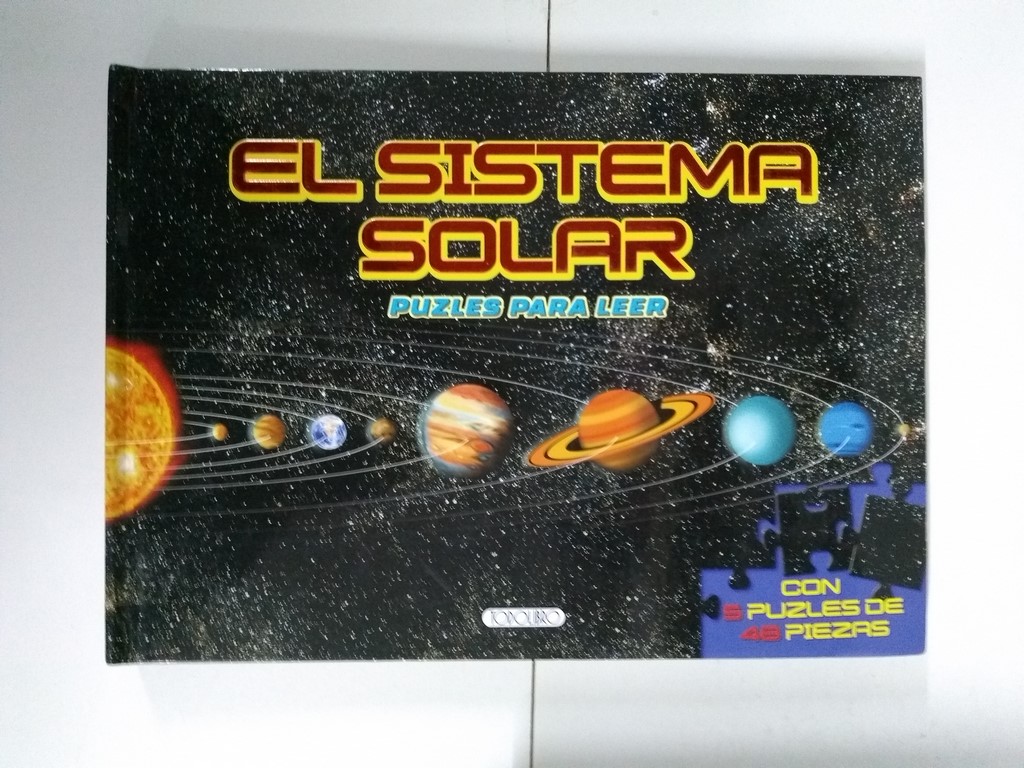 EL SISTEMA
SOLAR
PUZLES PARA LEER
TODOLIBRO
CON
5 PUZLES DE
48 PIEZAS